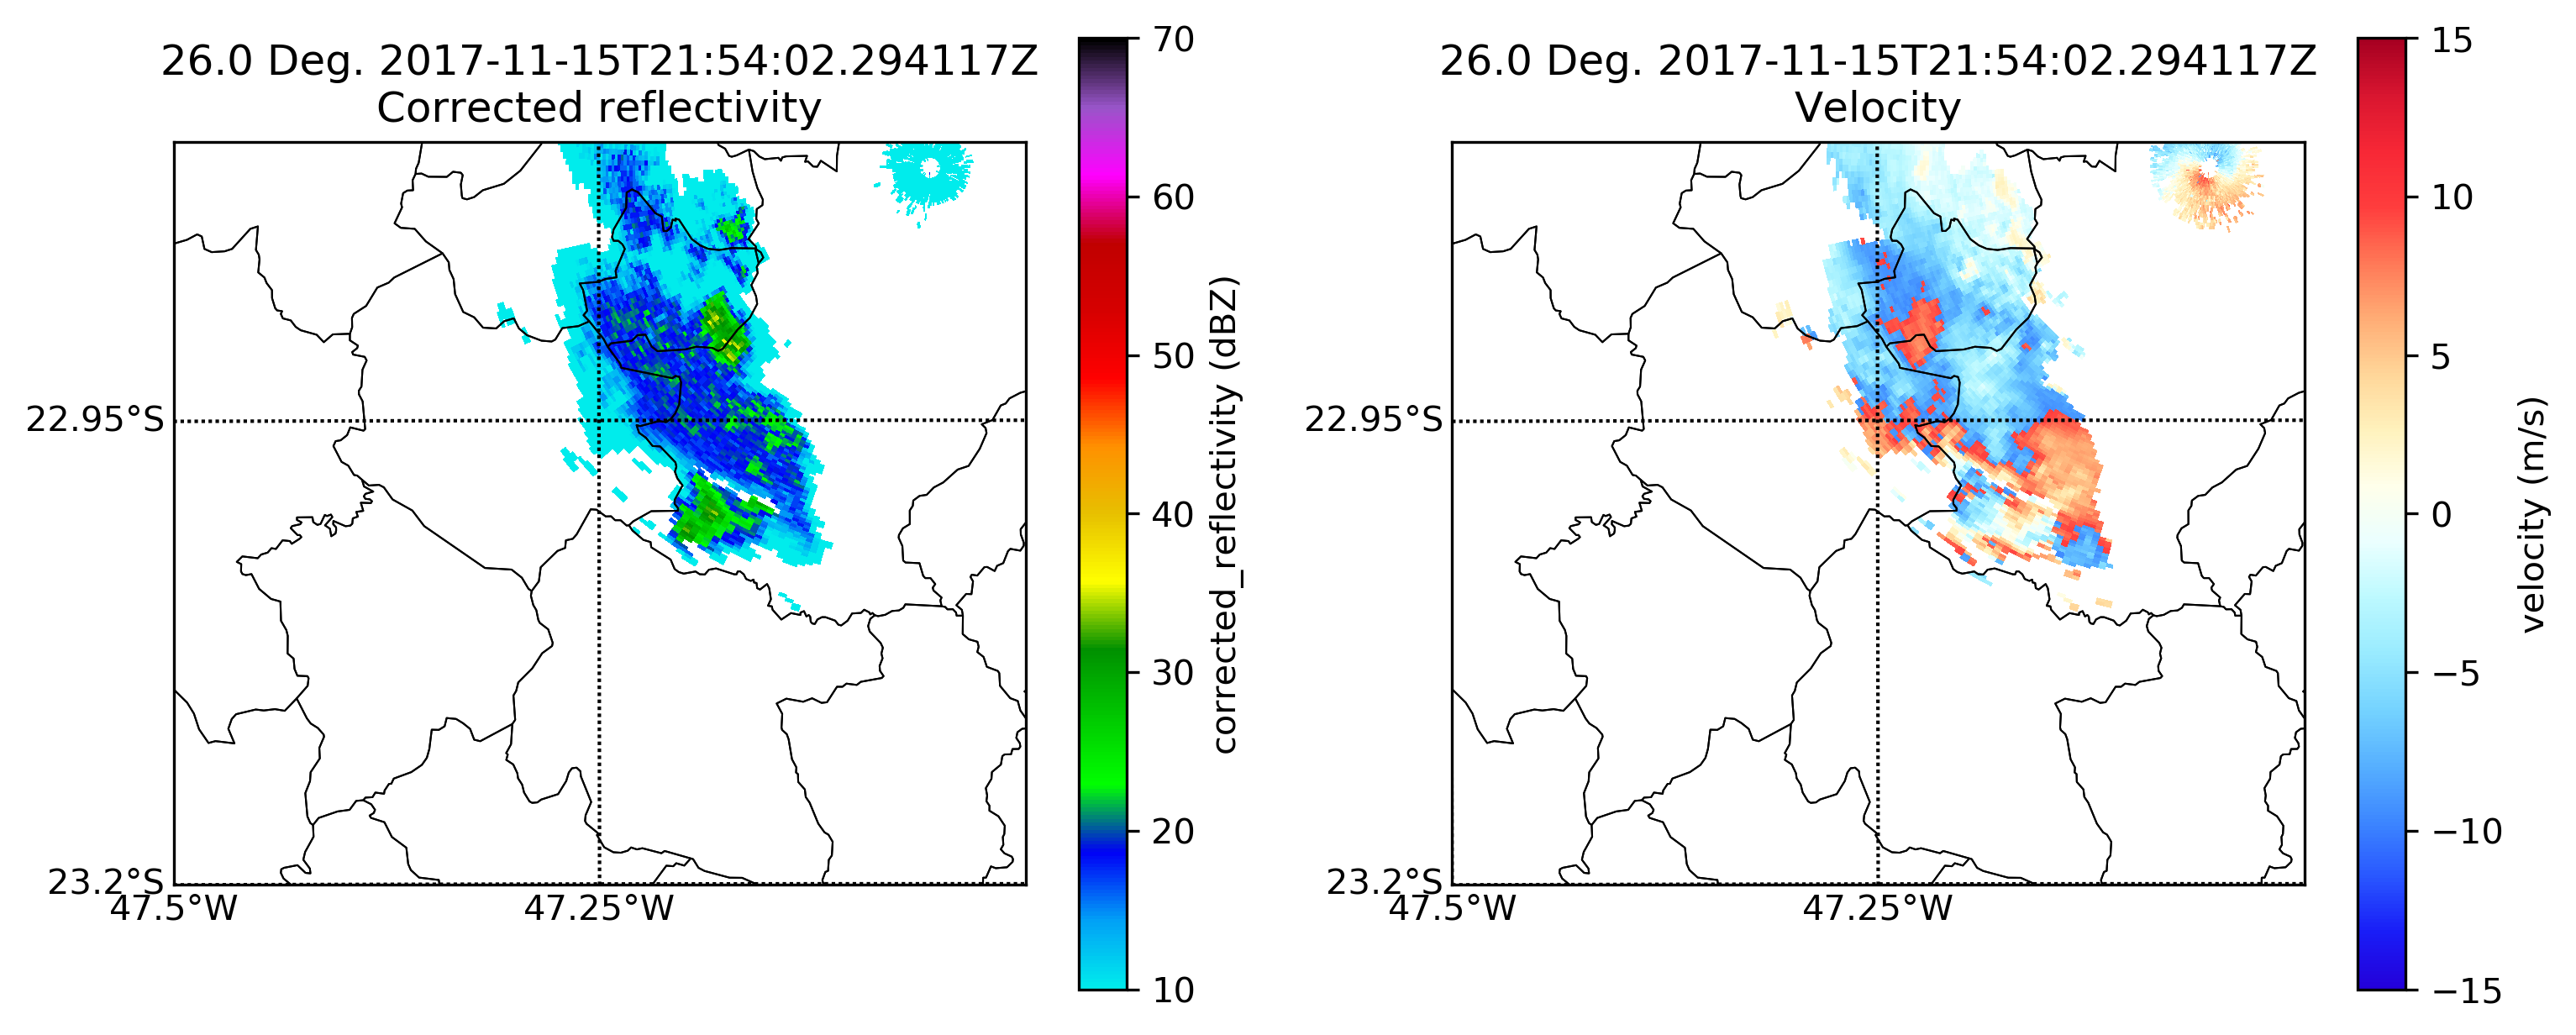 26.0 Deg. 2017-11-15T21:54:02.294117Z
Corrected reflectivity
22.95°S
23.2°S
47.5°W
47.25°W
70
60
50
40
30
20
10
corrected_reflectivity (dBZ)
26.0 Deg. 2017-11-15T21:54:02.294117Z
Velocity
22.95°S
23.2°S
47.5°W
47.25°W
15
10
5
0
−5
−10
−15
velocity (m/s)